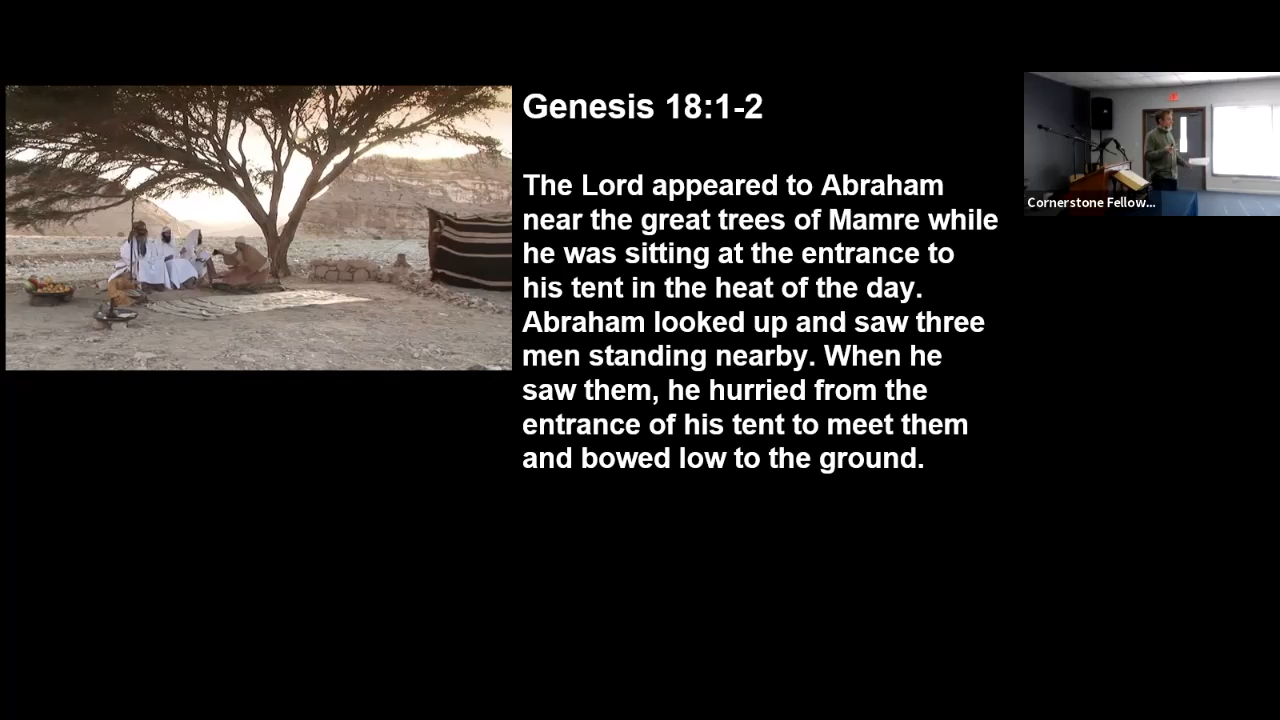 Genesis 18:1-2
The Lord appeared to Abraham
near the great trees of Mamre while
he was sitting at the entrance to
his tent in the heat of the day.
Abraham looked up and saw three
men standing nearby. When he
saw them, he hurried from the
entrance of his tent to meet them
and bowed low to the ground.
Cornerstone Fellow...